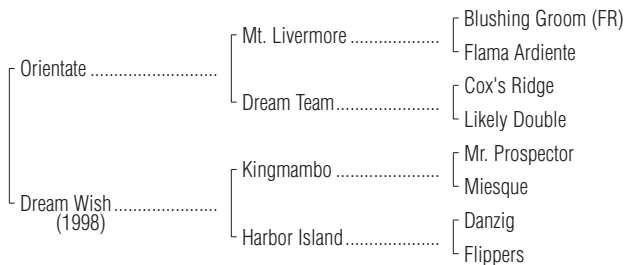 Blushing Groom (FR)
Mt. Livermore ....................
Flama Ardiente
Orientate ...........................
Cox's Ridge
Dream Team.......................
Likely Double
Mr. Prospector
Kingmambo .......................
Miesque
Dream Wish.......................
(1998)
Danzig
Harbor Island.....................
Flippers